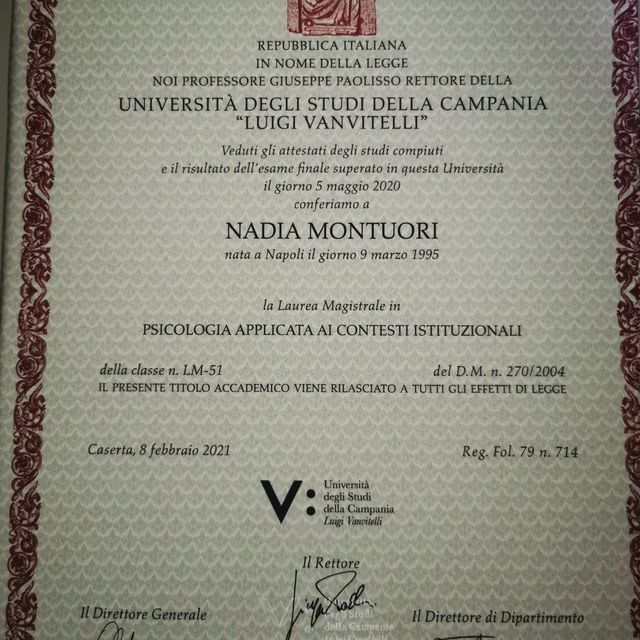 REPUBBLICA ITALIANA
IN NOME DELLA LEGGE
NOI PROFESSORE GIUSEPPE PAOLISSO RETTORE DELLA
UNIVERSITÀ DEGLI STUDI DELLA CAMPANIA
“LUIGI VANVITELLI”
Veduti gli attestati degli studi compiuti
e il risultato dell'esame finale superato in questa Università
il giorno 5 maggio 2020
conferiamo a
NADIA MONTUORI
nata a Napoli il giorno 9 marzo 1995
la Laurea Magistrale in
PSICOLOGIA APPLICATA AI CONTESTI ISTITUZIONALI
della classe n. LM-51 del D.M. n. 270/2004
IL PRESENTE TITOLO ACCADEMICO VIENE RILASCIATO A TUTTI GLI EFFETTI DI LEGGE
Caserta, 8 febbraio 2021 Reg. Fol. 79 n. 714
V:
Università
degli Studi
della Campania
Luigi Vanvitelli
Il Rettore
Il Direttore Generale Il Direttore di Dipartimento
degli Studi
della Campania